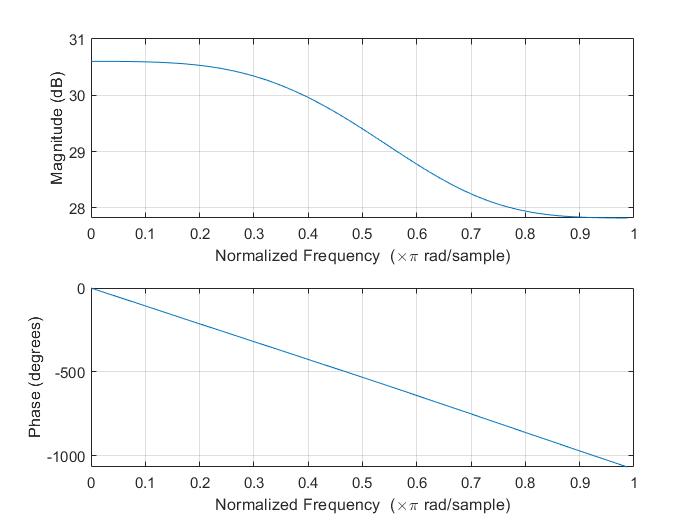 31
30
29
28
Magnitude (dB)
0 0.1 0.2 0.3 0.4 0.5 0.6 0.7 0.8 0.9 1
Normalized Frequency (×π rad/sample)
0
-500
-1000
Phase (degrees)
0 0.1 0.2 0.3 0.4 0.5 0.6 0.7 0.8 0.9 1
Normalized Frequency (×π rad/sample)